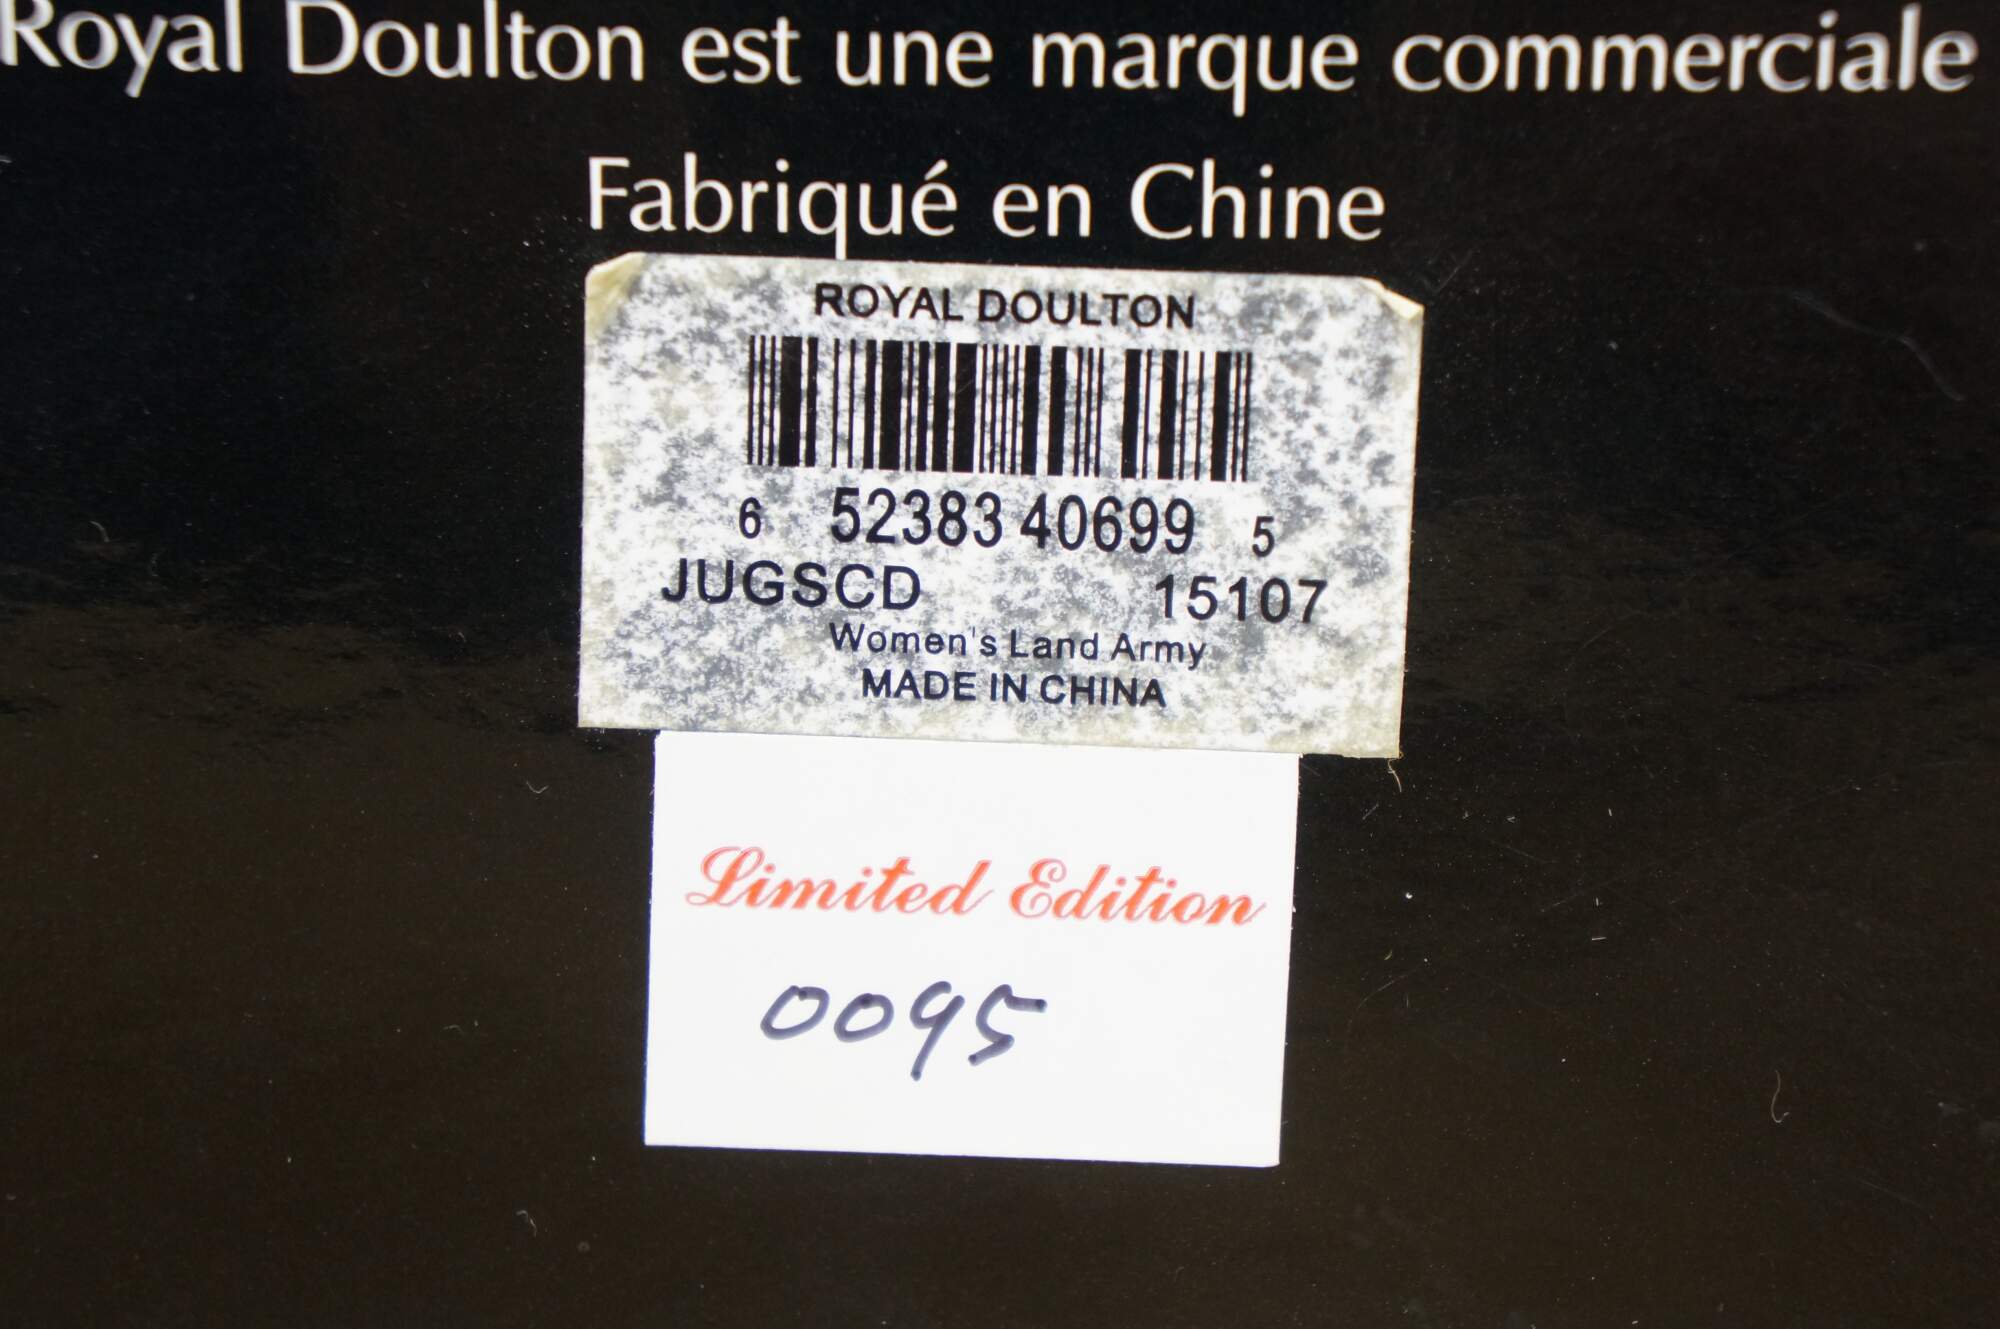 Royal Doulton est une marque commerciale
Fabriqué en Chine
ROYAL DOULTON
6 52383 40699 5
JUGSCD 15107
Women's Land Army
MADE IN CHINA
Limited Edition
0095